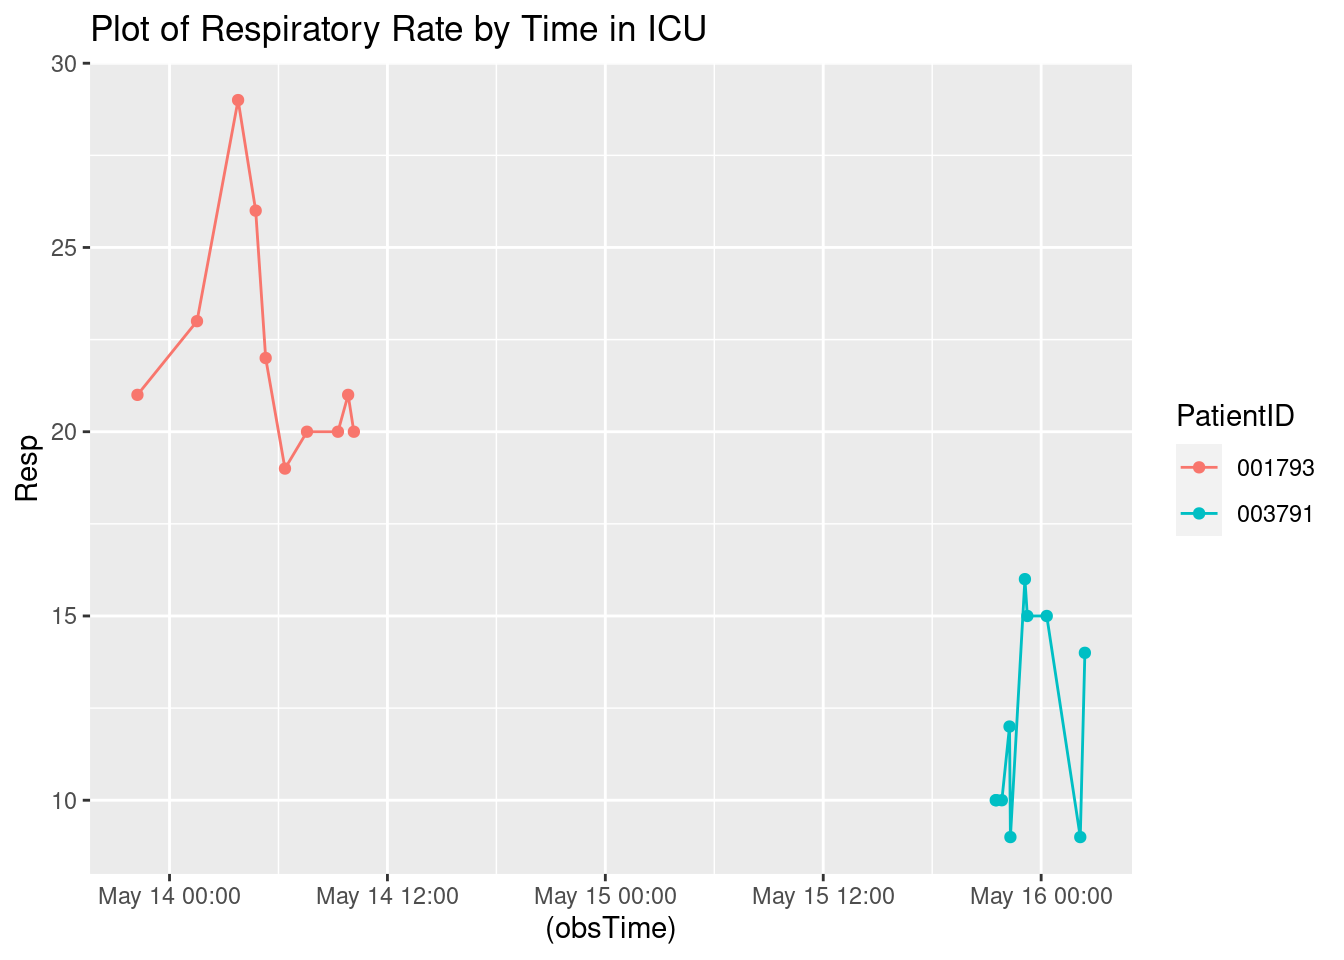 Plot of Respiratory Rate by Time in ICU
30
25
20
15
10
Resp
May 14 00:00
May 14 12:00
May 15 00:00
May 15 12:00
May 16 00:00
(obsTime)
PatientID
001793
003791